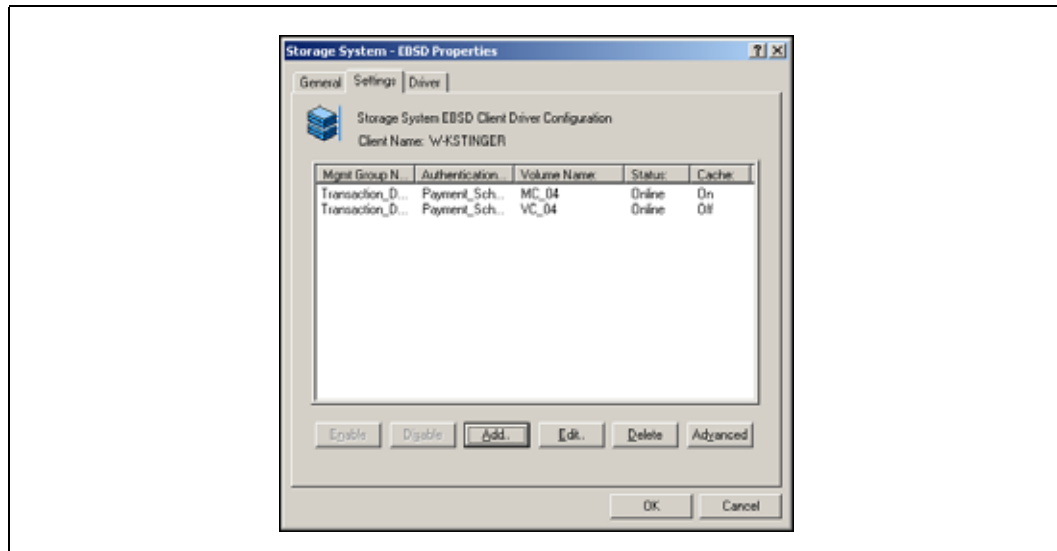 Storage System - EBSD Properties
General Settings Driver
Storage System EBSD Client Driver Configuration
Client Name: W-KSTINGER
Mgmt Group N... Authentication... Volume Name: Status: Cache:
Transaction_D... Payment_Sch... MC_04 Online On
Transaction_D... Payment_Sch... VC_04 Online Off
Enable Disable Add.. Edit.. Delete Advanced
OK Cancel